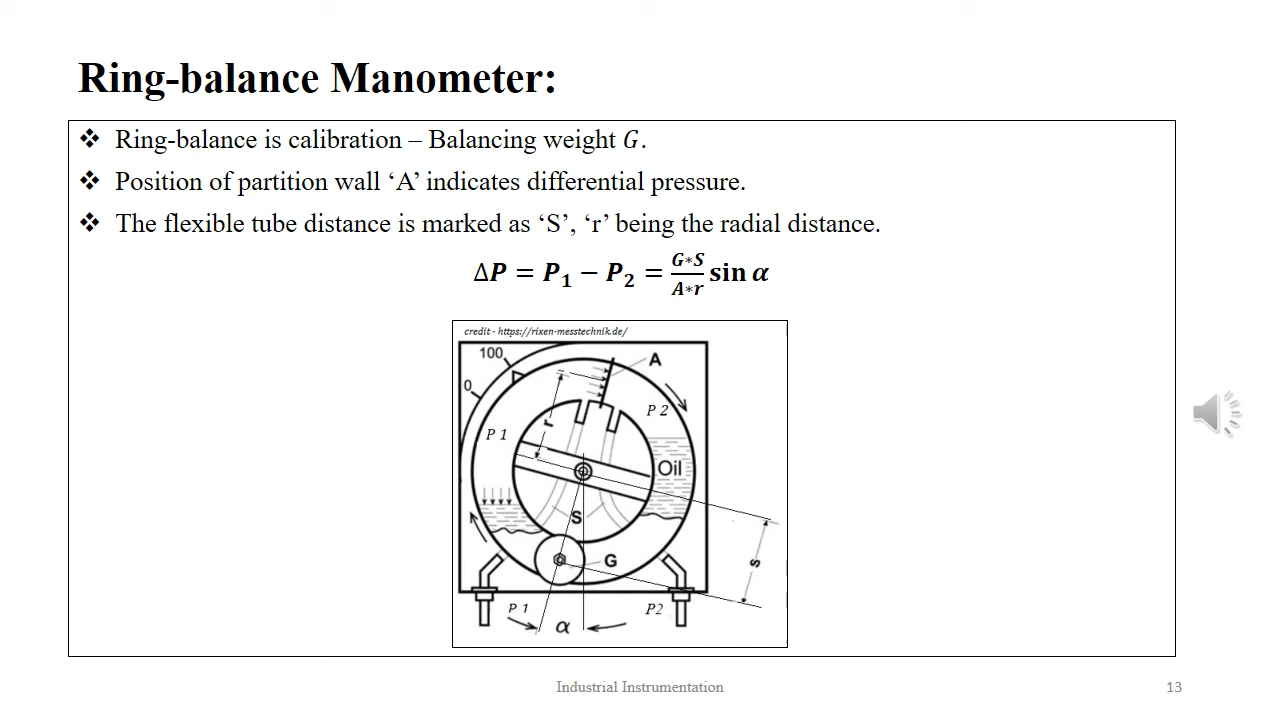 Ring-balance Manometer:
❖ Ring-balance is calibration – Balancing weight 𝐺.
❖ Position of partition wall ‘A’ indicates differential pressure.
❖ The flexible tube distance is marked as ‘S’, ‘r’ being the radial distance.
∆𝑷 = 𝑷₁ − 𝑷₂ = 𝑮∗𝑺/𝑨∗𝒓 𝐬𝐢𝐧 𝜶
credit - https://rixen-messtechnik.de/
100
A
0
P 2
r
P 1
Oil
S
G
s
P 1
P2
α
Industrial Instrumentation
13